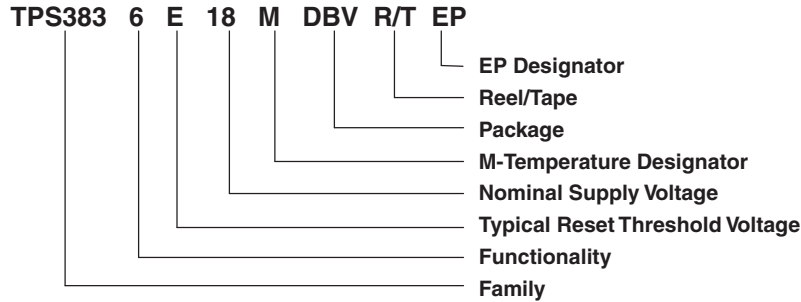 TPS383 6 E 18 M DBV R/T EP
EP Designator
Reel/Tape
Package
M-Temperature Designator
Nominal Supply Voltage
Typical Reset Threshold Voltage
Functionality
Family